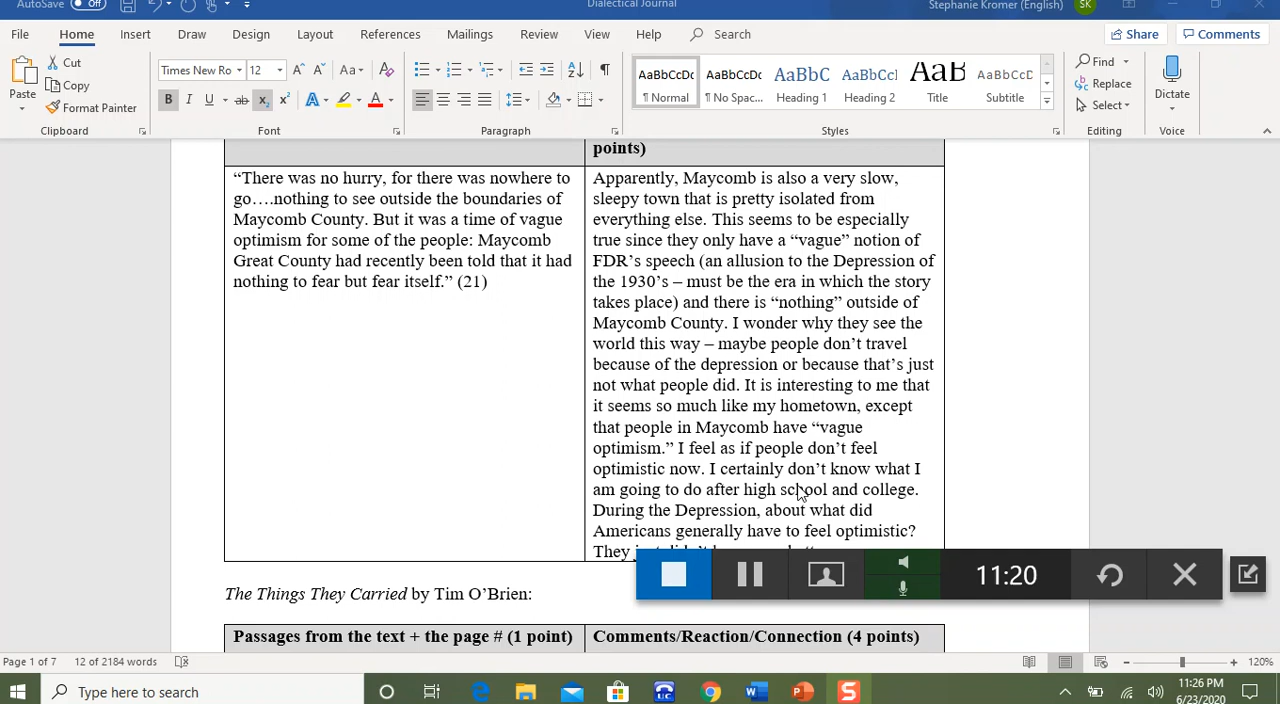 AutoSave Off Dialectical Journal Stephanie Kromer (English) SK
File Home Insert Draw Design Layout References Mailings Review View Help Search Share Comments
Paste Cut Copy Format Painter
Clipboard
Times New Ro 12 Aa
B I U ab x₂ x² A A
Font
Paragraph
AaBbCcDc AaBbCcDc AaBbC AaBbCcI AaB AaBbCcD
¶ Normal ¶ No Spac... Heading 1 Heading 2 Title Subtitle
Styles
Find Replace Select
Editing
Dictate
Voice
points)
“There was no hurry, for there was nowhere to
go….nothing to see outside the boundaries of
Maycomb County. But it was a time of vague
optimism for some of the people: Maycomb
Great County had recently been told that it had
nothing to fear but fear itself.” (21)
Apparently, Maycomb is also a very slow,
sleepy town that is pretty isolated from
everything else. This seems to be especially
true since they only have a “vague” notion of
FDR’s speech (an allusion to the Depression of
the 1930’s – must be the era in which the story
takes place) and there is “nothing” outside of
Maycomb County. I wonder why they see the
world this way – maybe people don’t travel
because of the depression or because that’s just
not what people did. It is interesting to me that
it seems so much like my hometown, except
that people in Maycomb have “vague
optimism.” I feel as if people don’t feel
optimistic now. I certainly don’t know what I
am going to do after high school and college.
During the Depression, about what did
Americans generally have to feel optimistic?
They
The Things They Carried by Tim O’Brien:
11:20
Passages from the text + the page # (1 point)
Comments/Reaction/Connection (4 points)
Page 1 of 7 12 of 2184 words 120%
Type here to search
11:26 PM
6/23/2020